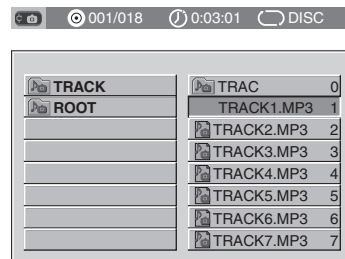 001/018 0:03:01 DISC
TRACK
ROOT
TRAC 0
TRACK1.MP3 1
TRACK2.MP3 2
TRACK3.MP3 3
TRACK4.MP3 4
TRACK5.MP3 5
TRACK6.MP3 6
TRACK7.MP3 7